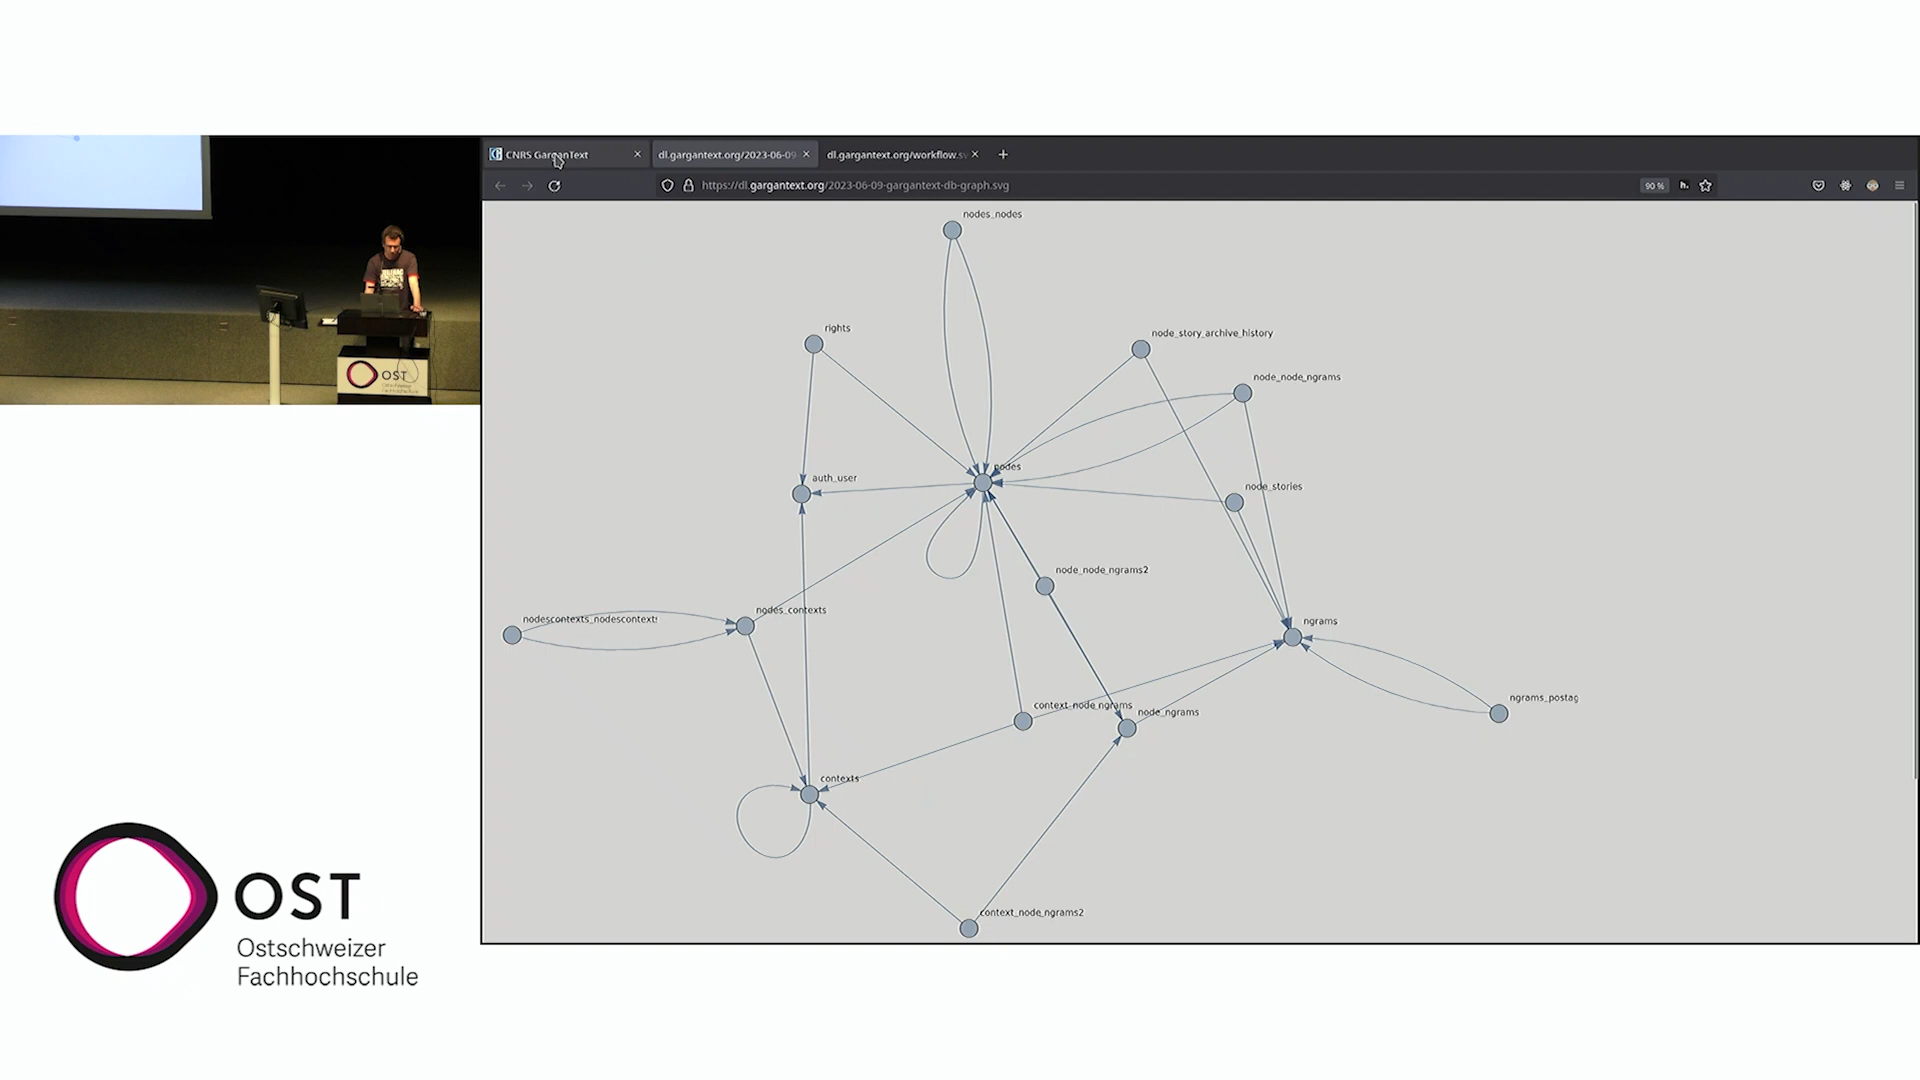 CNRS GarganText
dl.gargantext.org/2023-06-09
dl.gargantext.org/workflow.sv
https://dl.gargantext.org/2023-06-09-gargantext-db-graph.svg
90 %
h.
nodes_nodes
rights
node_story_archive_history
node_node_ngrams
nodes
auth_user
node_stories
node_node_ngrams2
nodes_contexts
nodescontexts_nodescontexts
ngrams
context_node_ngrams
node_ngrams
ngrams_postag
contexts
context_node_ngrams2
OST
OST
Ostschweizer
Fachhochschule